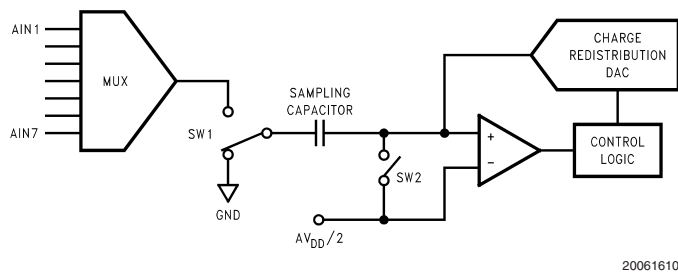 AIN1
MUX
AIN7
SW1
GND
SAMPLING
CAPACITOR
SW2
AVDD/2
+
−
CHARGE
REDISTRIBUTION
DAC
CONTROL
LOGIC
20061610